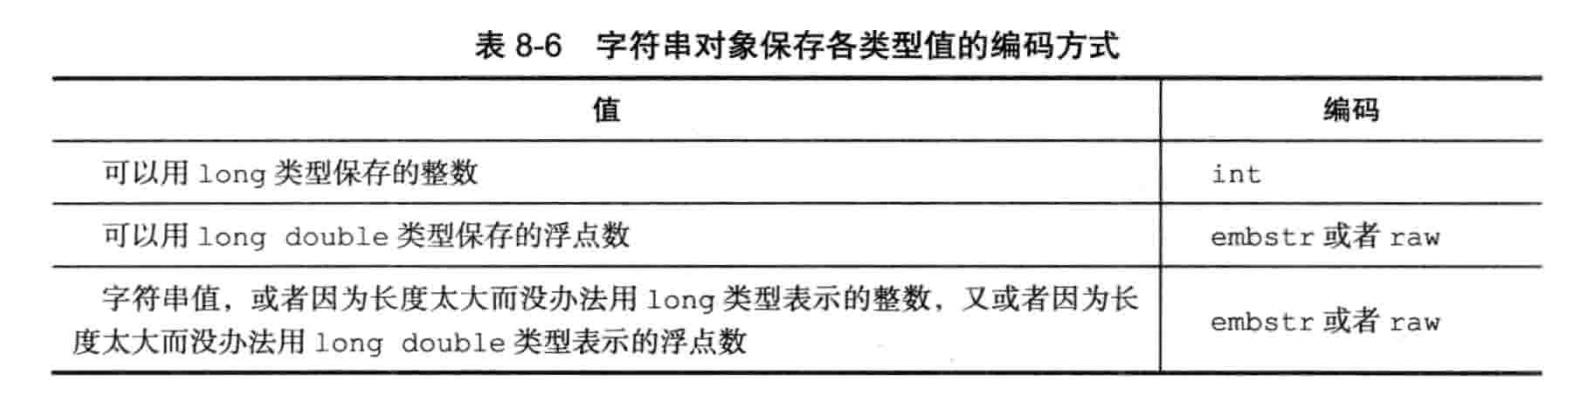 表 8-6 字符串对象保存各类型值的编码方式
值 编码
可以用 long 类型保存的整数 int
可以用 long double 类型保存的浮点数 embstr 或者 raw
字符串值，或者因为长度太大而没办法用 long 类型表示的整数，又或者因为长
度太大而没办法用 long double 类型表示的浮点数 embstr 或者 raw